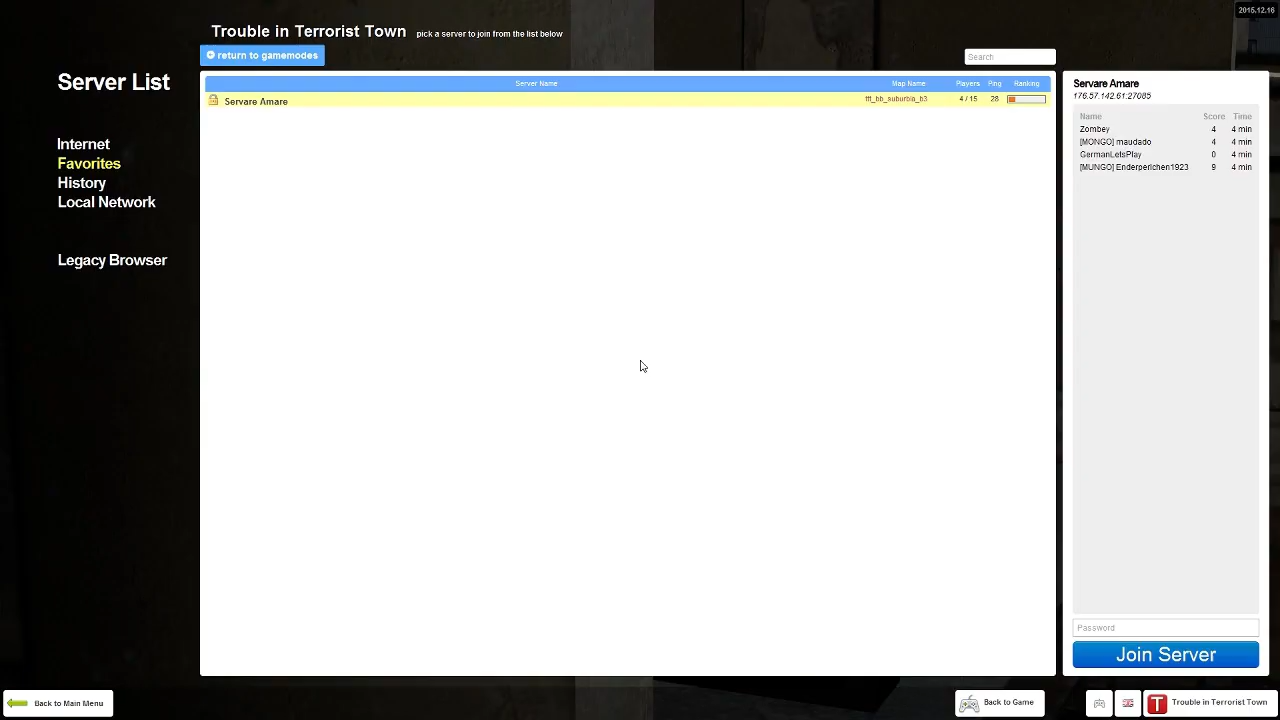 2015.12.16
Trouble in Terrorist Town pick a server to join from the list below
return to gamemodes
Search
Server List
Internet
Favorites
History
Local Network
Legacy Browser
Server Name Map Name Players Ping Ranking
Servare Amare ttt_bb_suburbia_b3 4 / 15 28
Servare Amare
176.57.142.61:27085
Name Score Time
Zombey 4 4 min
[MONGO] maudado 4 4 min
GermanLetsPlay 0 4 min
[MUNGO] Enderperichen1923 9 4 min
Password
Join Server
Back to Main Menu
Back to Game
T Trouble in Terrorist Town